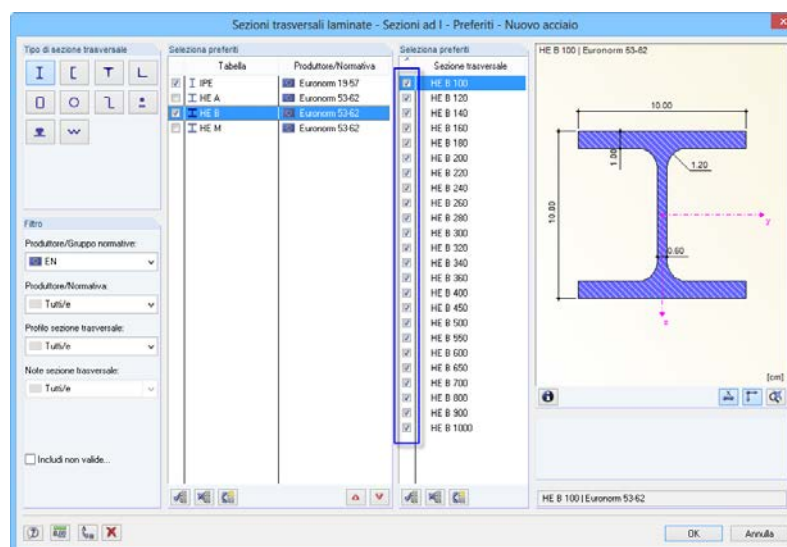 Sezioni trasversali laminate - Sezioni ad I - Preferiti - Nuovo acciaio
Tipo di sezione trasversale
Filtro
Produttore/Gruppo normative:
EN
Produttore/Normativa:
Tutti/e
Profilo sezione trasversale:
Tutti/e
Note sezione trasversale:
Tutti/e
Includi non valide...
Seleziona preferiti
Tabella Produttore/Normativa
IPE Euronorm 19-57
HE A Euronorm 53-62
HE B Euronorm 53-62
HE M Euronorm 53-62
Seleziona preferiti
Sezione trasversale
HE B 100
HE B 120
HE B 140
HE B 160
HE B 180
HE B 200
HE B 220
HE B 240
HE B 260
HE B 280
HE B 300
HE B 320
HE B 340
HE B 360
HE B 400
HE B 450
HE B 500
HE B 550
HE B 600
HE B 650
HE B 700
HE B 800
HE B 900
HE B 1000
HE B 100 | Euronorm 53-62
10.00
1.00
1.20
10.00
y
0.60
z
[cm]
HE B 100 | Euronorm 53-62
OK Annulla